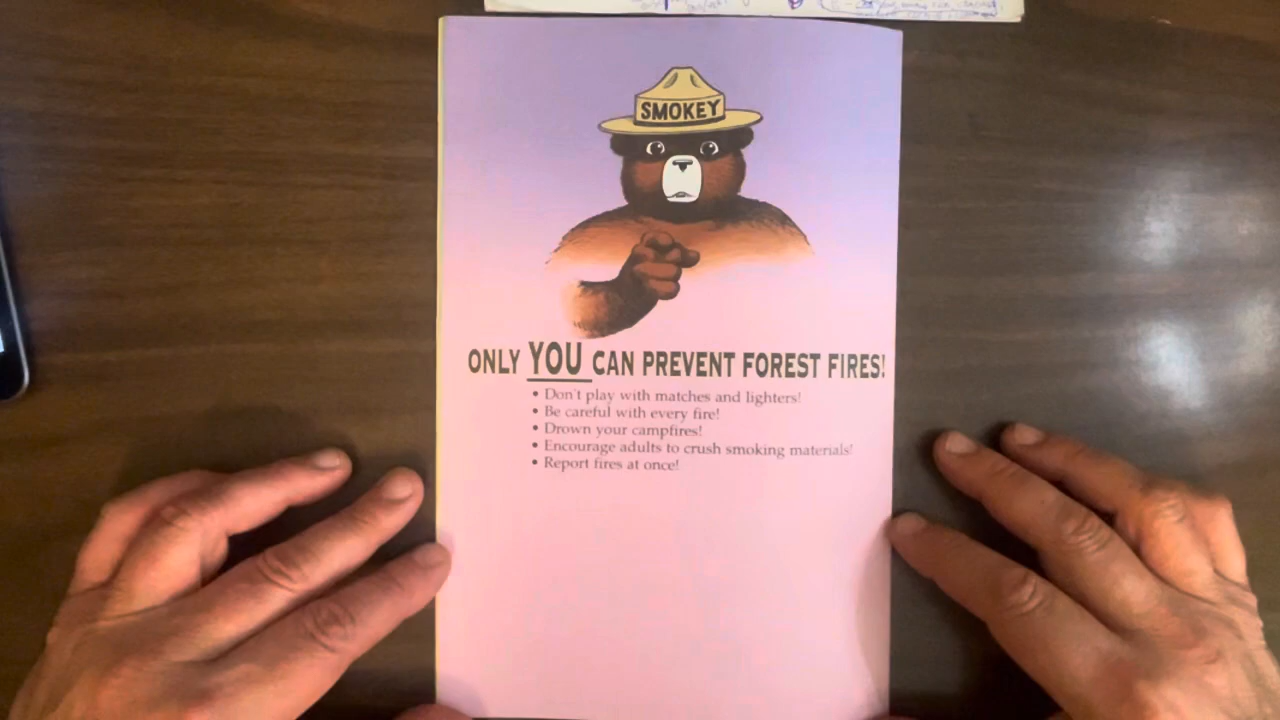 SMOKEY
ONLY YOU CAN PREVENT FOREST FIRES!
• Don't play with matches and lighters!
• Be careful with every fire!
• Drown your campfires!
• Encourage adults to crush smoking materials!
• Report fires at once!